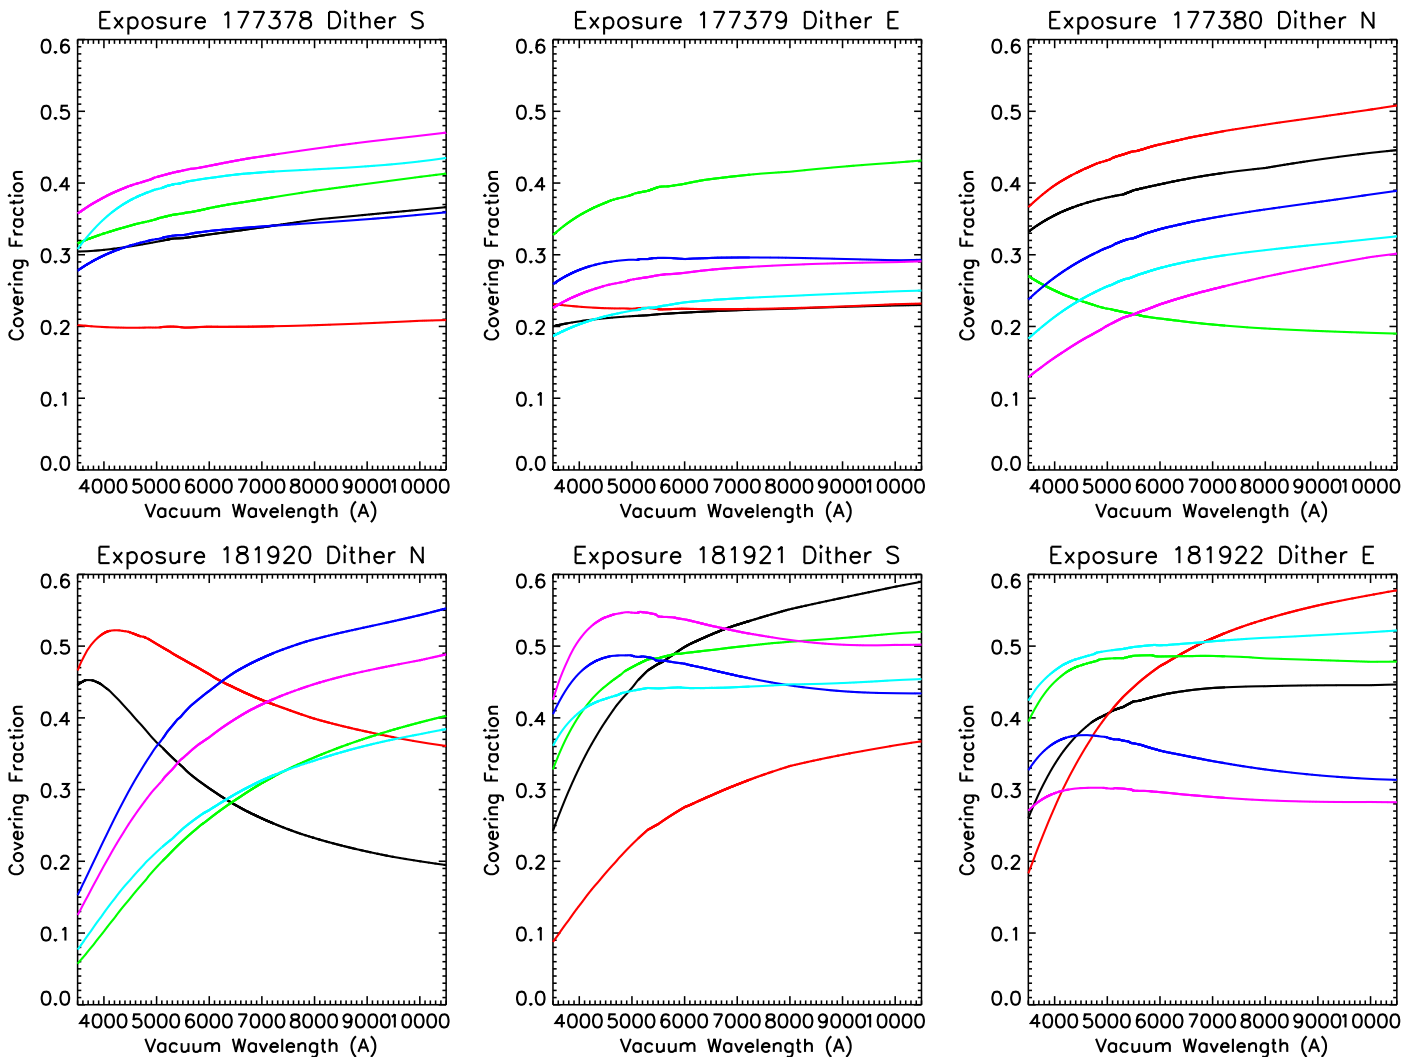 Exposure 177378 Dither S
Exposure 177379 Dither E
Exposure 177380 Dither N
0.6
0.5
0.4
0.3
0.2
0.1
0.0
Covering Fraction
4000 5000 6000 7000 8000 9000 10000
Vacuum Wavelength (A)
0.6
0.5
0.4
0.3
0.2
0.1
0.0
Covering Fraction
4000 5000 6000 7000 8000 9000 10000
Vacuum Wavelength (A)
0.6
0.5
0.4
0.3
0.2
0.1
0.0
Covering Fraction
4000 5000 6000 7000 8000 9000 10000
Vacuum Wavelength (A)
Exposure 181920 Dither N
Exposure 181921 Dither S
Exposure 181922 Dither E
0.6
0.5
0.4
0.3
0.2
0.1
0.0
Covering Fraction
4000 5000 6000 7000 8000 9000 10000
Vacuum Wavelength (A)
0.6
0.5
0.4
0.3
0.2
0.1
0.0
Covering Fraction
4000 5000 6000 7000 8000 9000 10000
Vacuum Wavelength (A)
0.6
0.5
0.4
0.3
0.2
0.1
0.0
Covering Fraction
4000 5000 6000 7000 8000 9000 10000
Vacuum Wavelength (A)